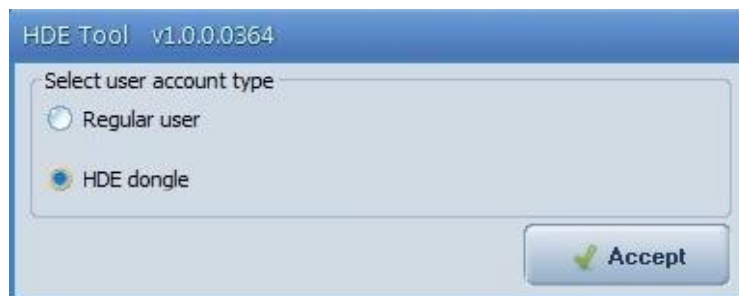 HDE Tool v1.0.0.0364
Select user account type
Regular user
HDE dongle
Accept